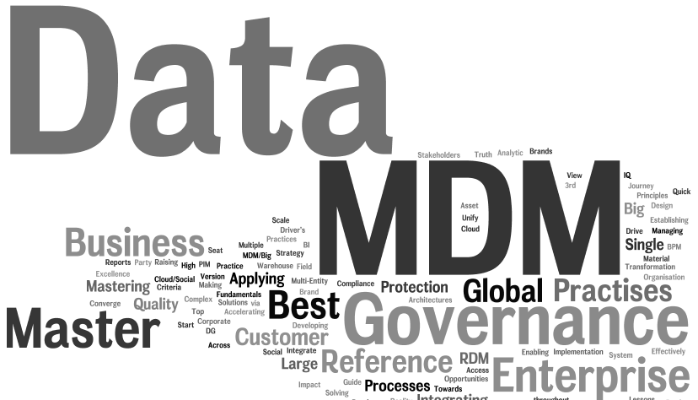 Data
Stakeholders Truth Analytic Brands
MDM
View
3rd
IQ
Journey
Principles Quick
Asset
Unify
Cloud
Big Design
Establishing
Scale
Driver's
Practices BI
Drive Managing
Business Seat
Multiple
MDM/Big Strategy
Single BPM
Material
Transformation
Reports Party Raising High PIM Practice Warehouse Field
Excellence
Cloud/Social Version Applying Multi-Entity
Organisation
Mastering Criteria Making
Brand
Compliance Protection Global Practises
Converge Quality Complex Fundamentals
Solutions via
Best
Architectures
Governance
Top Accelerating
Master
Start Corporate
DG
Developing
Customer
Across
Social Integrate
Large Reference RDM
Access
Enabling Implementation System Effectively
Enterprise
Impact Guide Processes Towards Opportunities
Solving
Integrating
throughout
Lessons